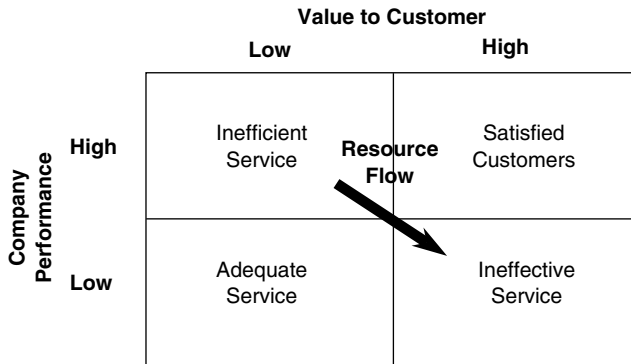 Value to Customer
Low
High
Company
Performance
High
Inefficient
Service
Resource
Flow
Satisfied
Customers
Low
Adequate
Service
Ineffective
Service